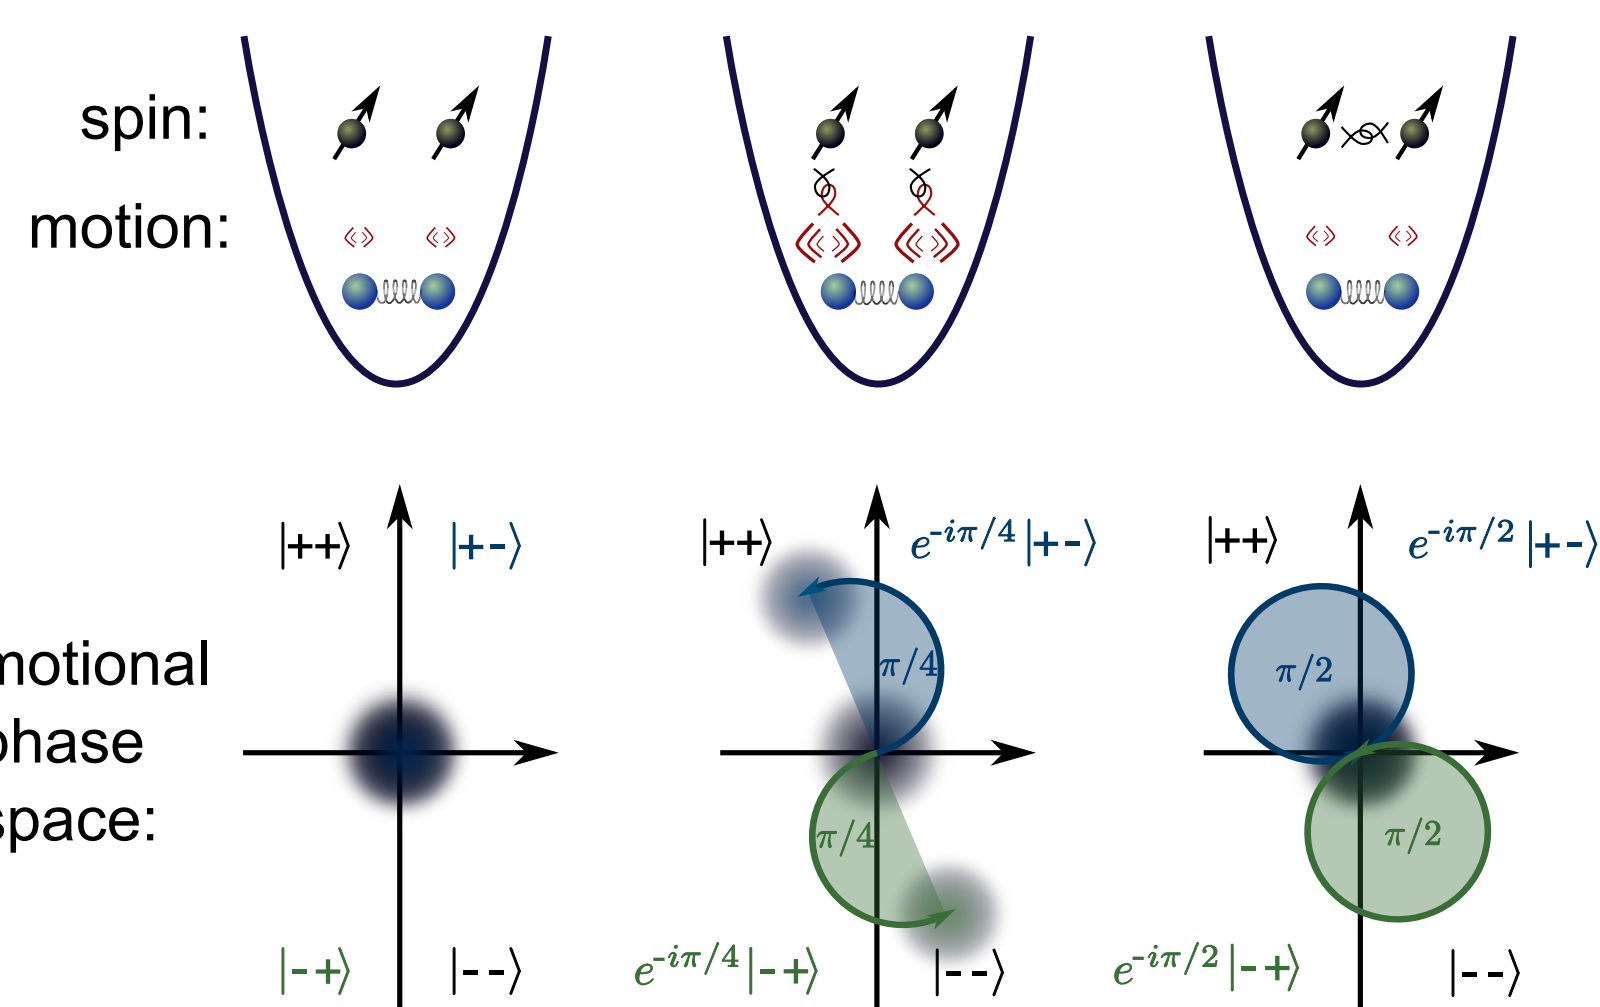 spin:
motion:
|++⟩ |+-⟩
|++⟩ e^{-iπ/4}|+-⟩
|++⟩ e^{-iπ/2}|+-⟩
π/4
π/2
motional
phase
space:
π/4
π/2
|-+⟩ |--⟩
e^{-iπ/4}|-+⟩ |--⟩
e^{-iπ/2}|-+⟩ |--⟩